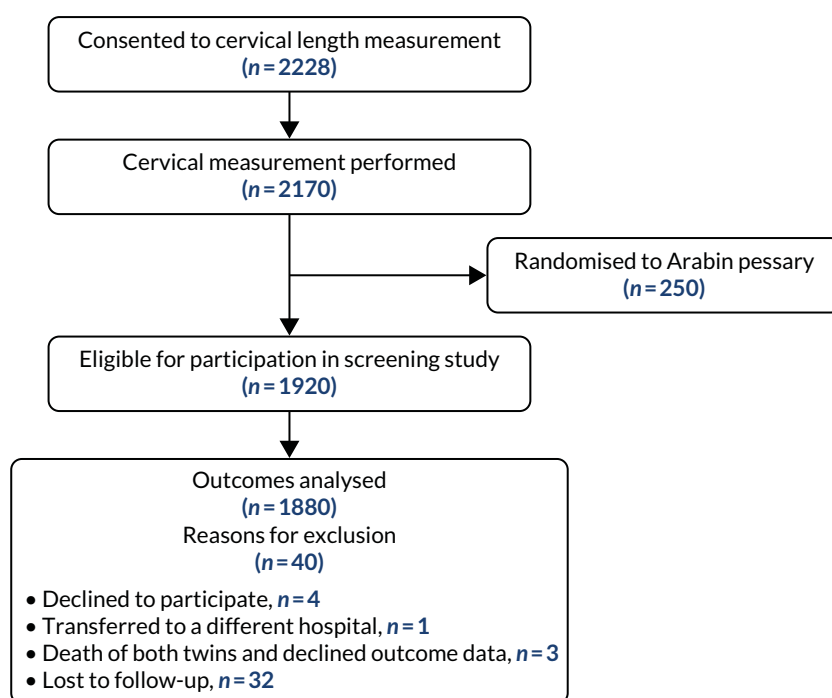 Consented to cervical length measurement
(n=2228)
Cervical measurement performed
(n=2170)
Randomised to Arabin pessary
(n=250)
Eligible for participation in screening study
(n=1920)
Outcomes analysed
(n=1880)
Reasons for exclusion
(n=40)
• Declined to participate, n=4
• Transferred to a different hospital, n=1
• Death of both twins and declined outcome data, n=3
• Lost to follow-up, n=32